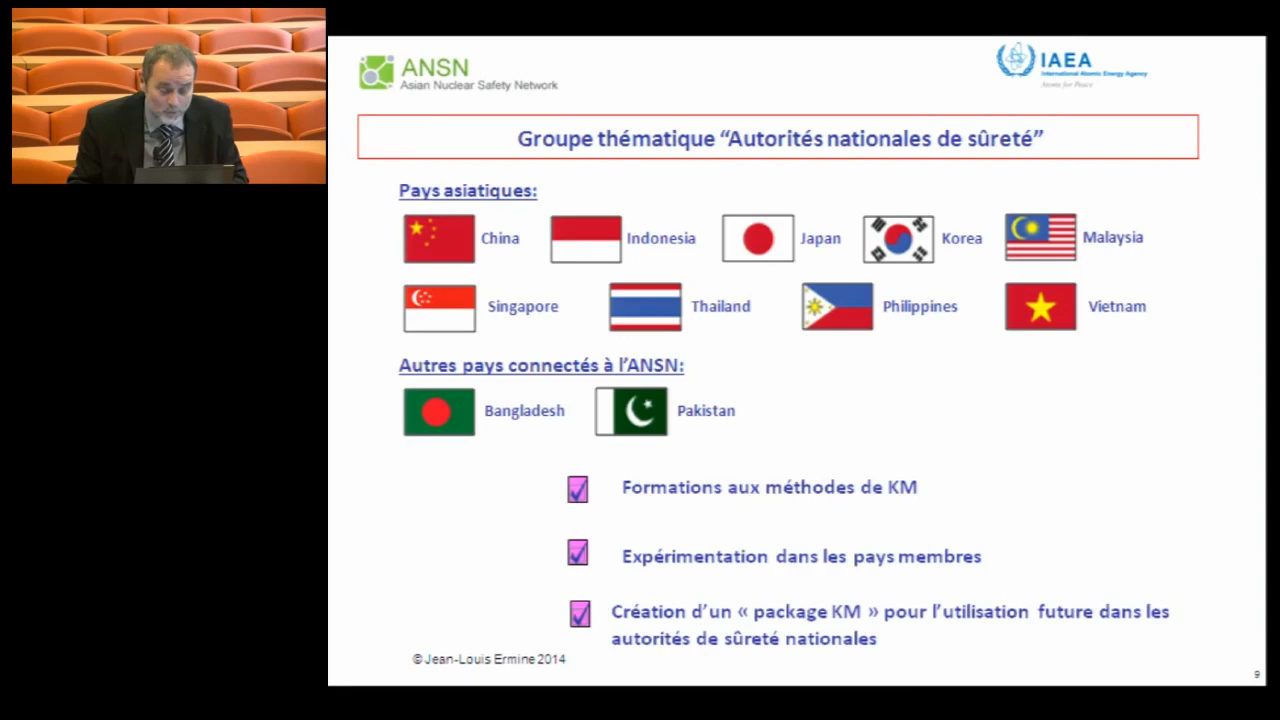 ANSN
Asian Nuclear Safety Network
IAEA
International Atomic Energy Agency
Atoms for Peace
Groupe thématique “Autorités nationales de sûreté”
Pays asiatiques:
China
Indonesia
Japan
Korea
Malaysia
Singapore
Thailand
Philippines
Vietnam
Autres pays connectés à l’ANSN:
Bangladesh
Pakistan
Formations aux méthodes de KM
Expérimentation dans les pays membres
Création d’un « package KM » pour l’utilisation future dans les
autorités de sûreté nationales
© Jean-Louis Ermine 2014
9